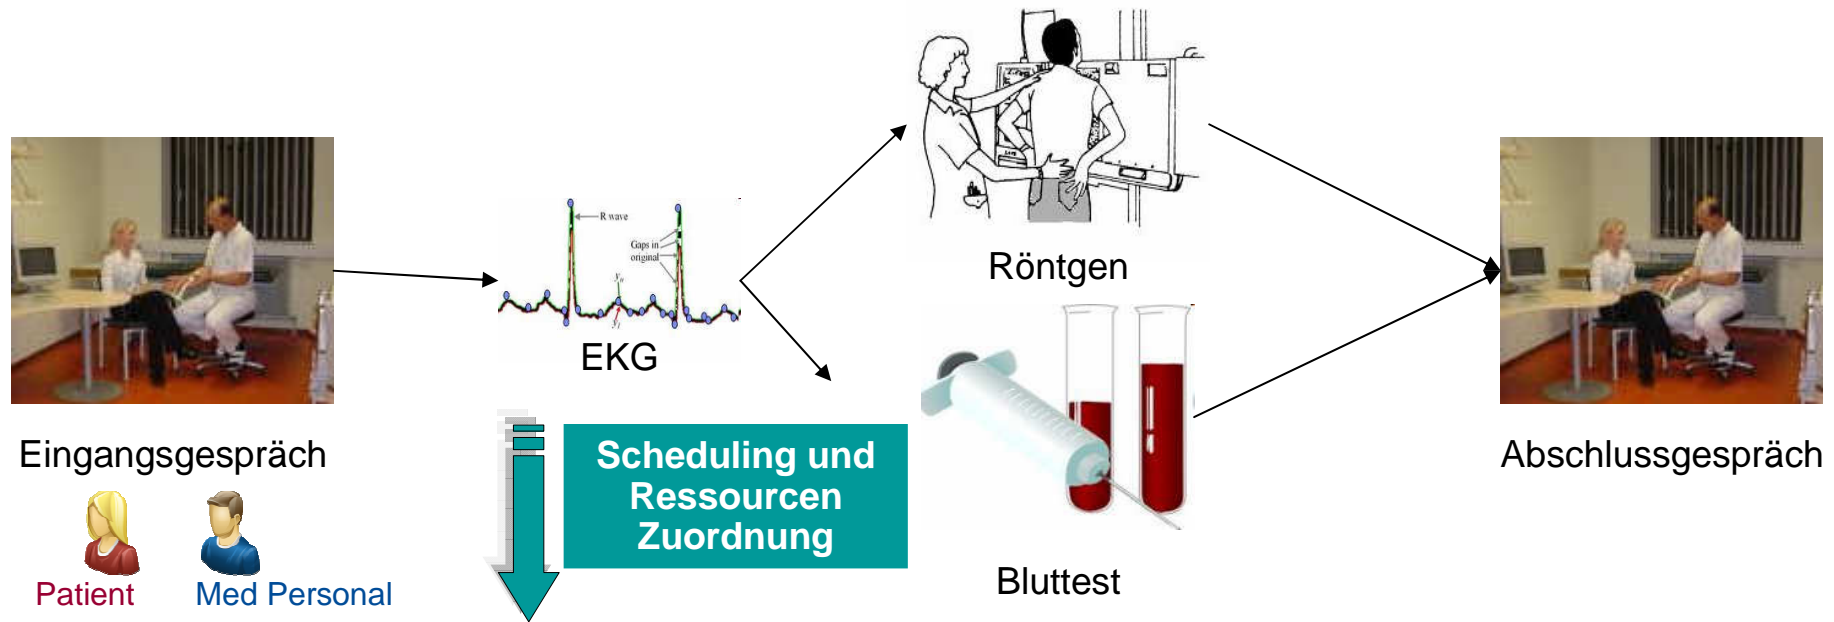 R wave
Gaps in
original
EKG
Röntgen
Eingangsgespräch
Patient
Med Personal
Scheduling und
Ressourcen
Zuordnung
Bluttest
Abschlussgespräch